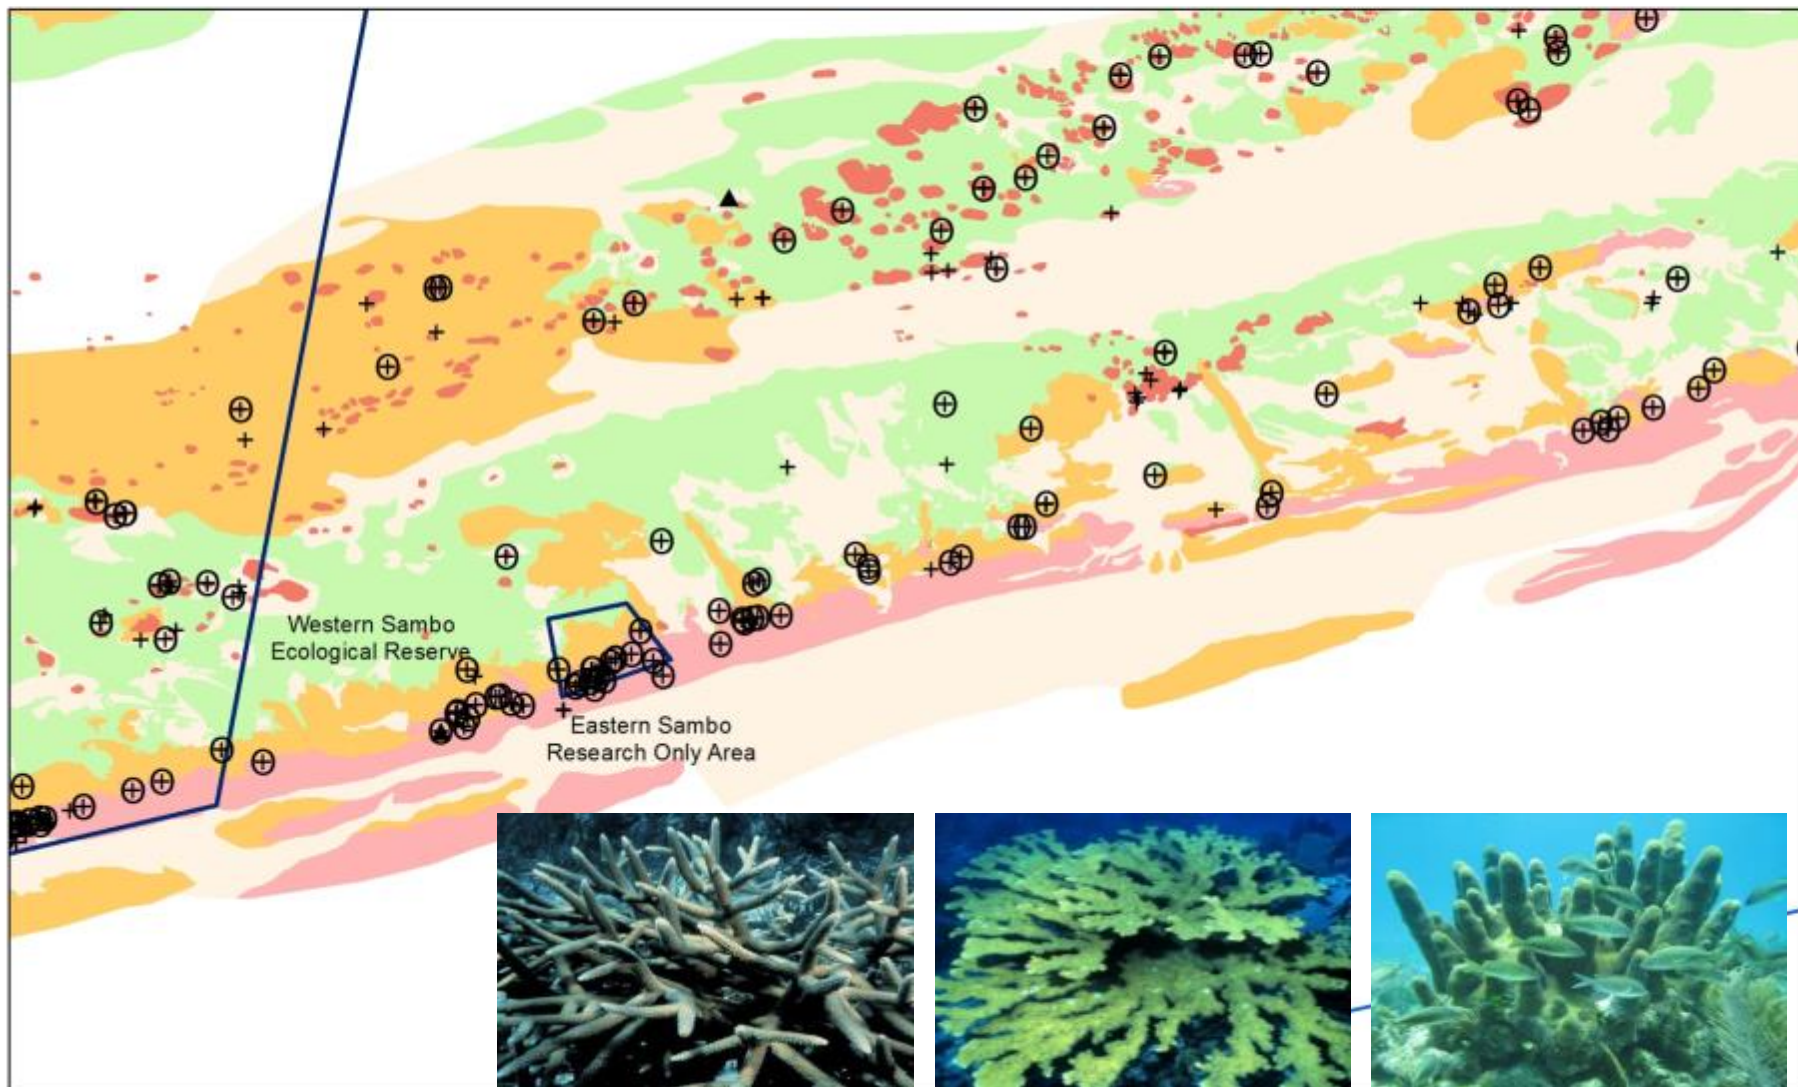 Western Sambo
Ecological Reserve
Eastern Sambo
Research Only Area